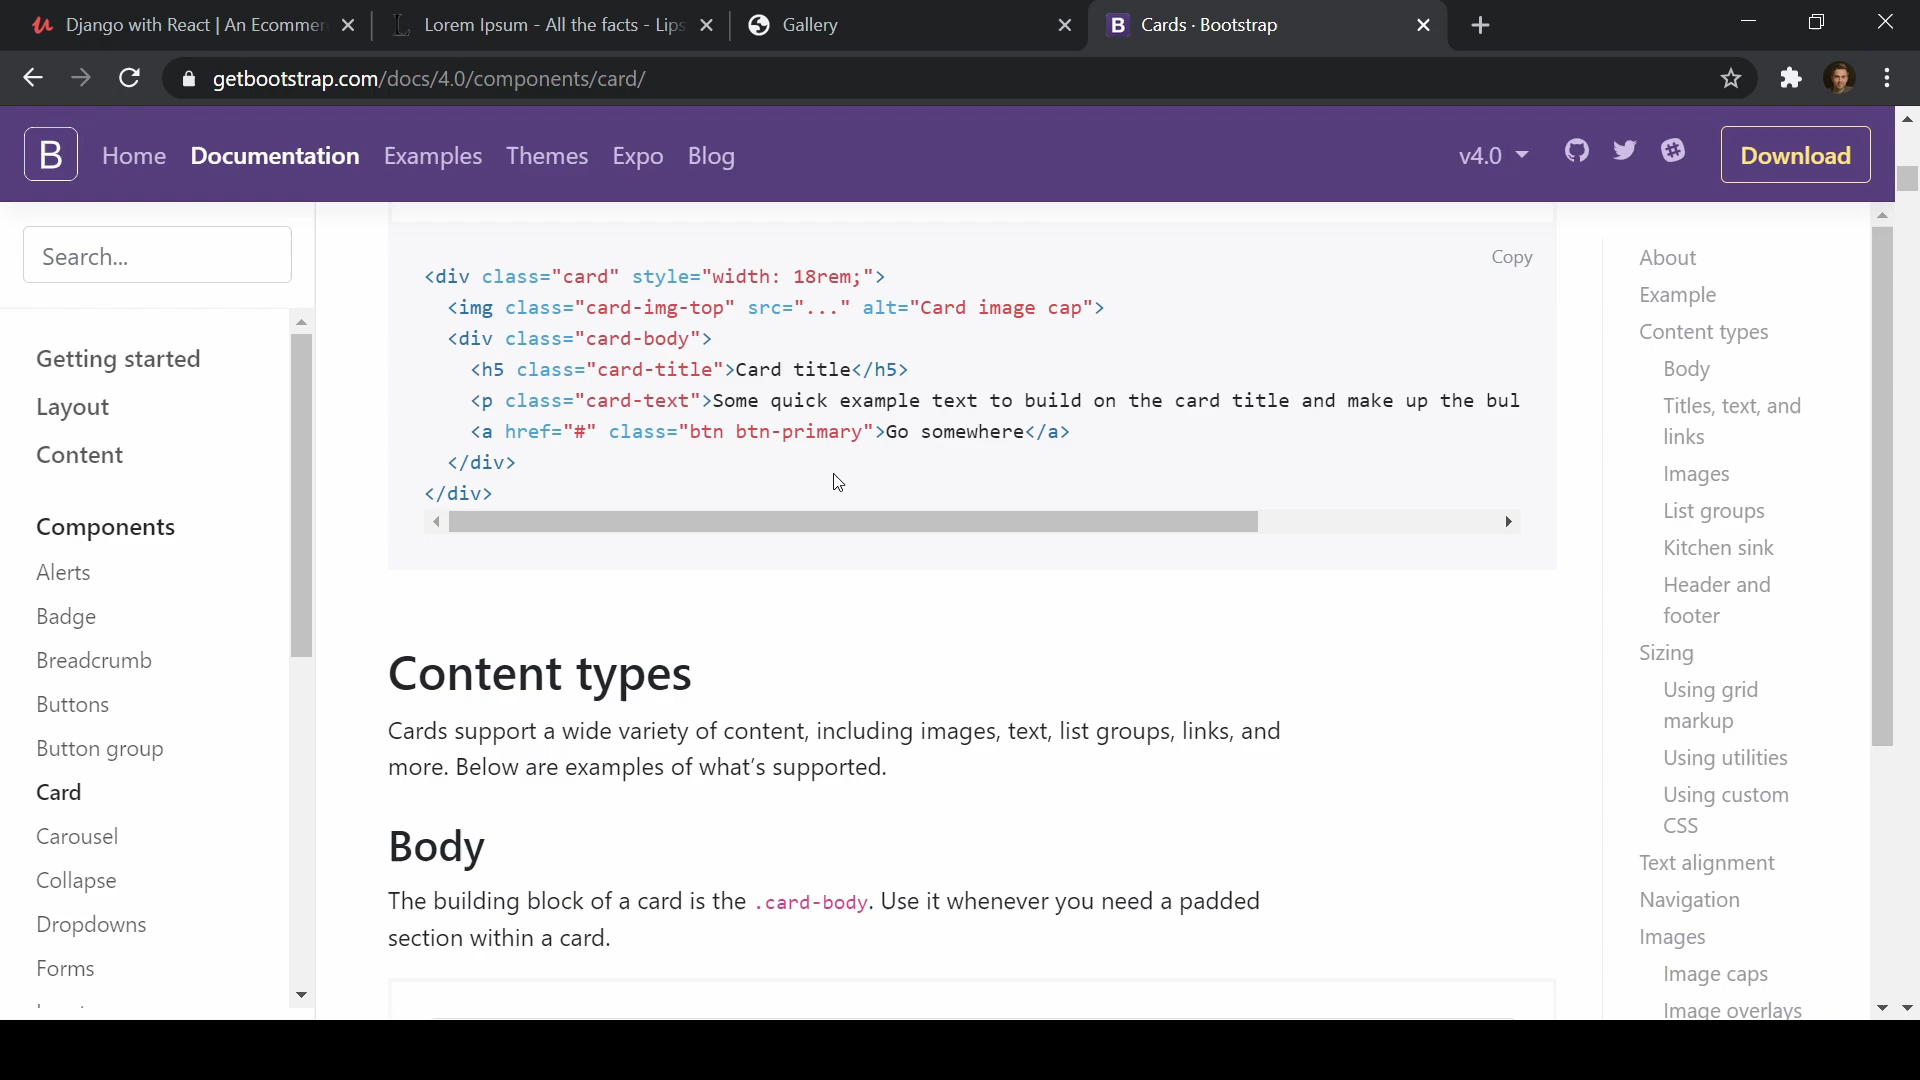 Django with React | An Ecommer
Lorem Ipsum - All the facts - Lips
Gallery
B Cards · Bootstrap
getbootstrap.com/docs/4.0/components/card/
B Home Documentation Examples Themes Expo Blog v4.0 Download
Search...
Getting started
Layout
Content
Components
Alerts
Badge
Breadcrumb
Buttons
Button group
Card
Carousel
Collapse
Dropdowns
Forms
Copy
<div class="card" style="width: 18rem;">
<img class="card-img-top" src="..." alt="Card image cap">
<div class="card-body">
<h5 class="card-title">Card title</h5>
<p class="card-text">Some quick example text to build on the card title and make up the bul
<a href="#" class="btn btn-primary">Go somewhere</a>
</div>
</div>
Content types
Cards support a wide variety of content, including images, text, list groups, links, and
more. Below are examples of what's supported.
Body
The building block of a card is the .card-body. Use it whenever you need a padded
section within a card.
About
Example
Content types
Body
Titles, text, and
links
Images
List groups
Kitchen sink
Header and
footer
Sizing
Using grid
markup
Using utilities
Using custom
CSS
Text alignment
Navigation
Images
Image caps
Image overlays